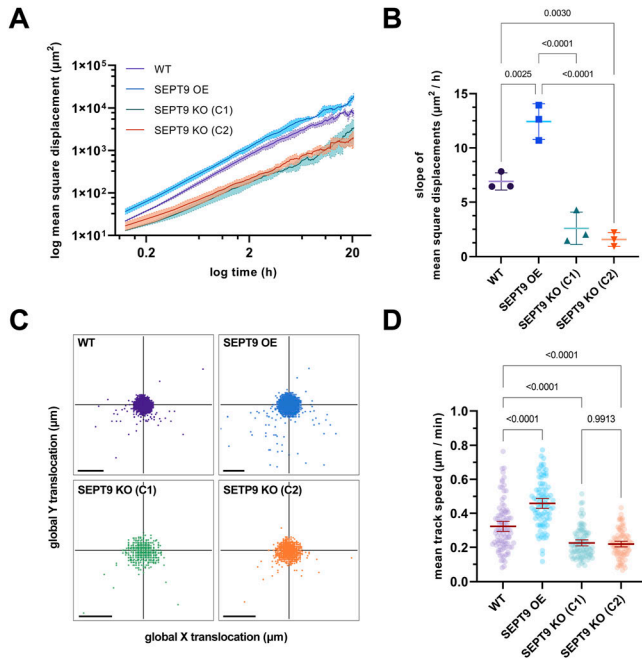 A
log mean square displacement (µm²)
1×10⁵
1×10⁴
1×10³
1×10²
1×10¹
WT
SEPT9 OE
SEPT9 KO (C1)
SEPT9 KO (C2)
0.2
2
20
log time (h)
B
slope of
mean square displacements (µm² / h)
0.0030
<0.0001
0.0025
<0.0001
15
10
5
0
WT
SEPT9 OE
SEPT9 KO (C1)
SEPT9 KO (C2)
C
global Y translocation (µm)
WT
SEPT9 OE
SEPT9 KO (C1)
SETP9 KO (C2)
global X translocation (µm)
D
mean track speed (µm / min)
<0.0001
<0.0001
<0.0001
0.9913
1.0
0.8
0.6
0.4
0.2
0.0
WT
SEPT9 OE
SEPT9 KO (C1)
SEPT9 KO (C2)